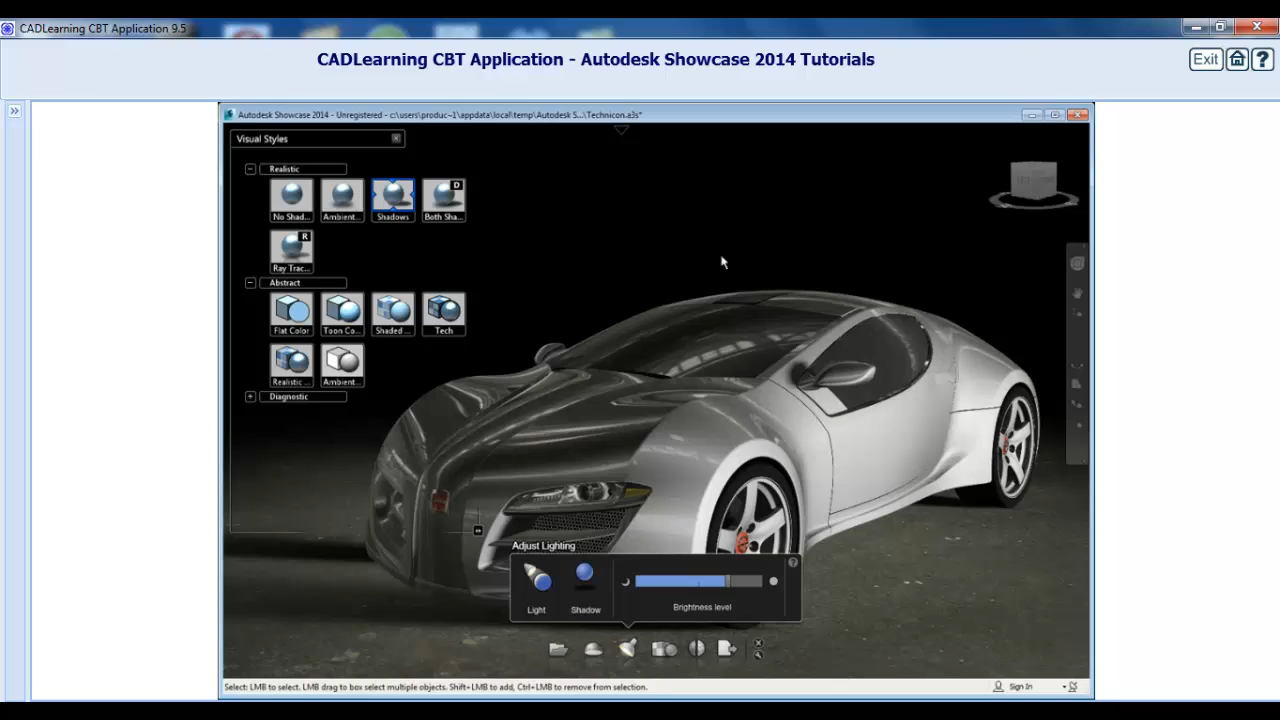 CADLearning CBT Application 9.5
CADLearning CBT Application - Autodesk Showcase 2014 Tutorials
Exit
Autodesk Showcase 2014 - Unregistered - c:\users\produc~1\appdata\local\temp\Autodesk S...\Technicon.a3s*
Visual Styles
Realistic
No Shad... Ambient... Shadows Both Sha...
D
R
Ray Trac...
Abstract
Flat Color Toon Co... Shaded ... Tech
Realistic ... Ambient...
Diagnostic
Adjust Lighting
Light Shadow Brightness level
Select: LMB to select. LMB drag to box select multiple objects. Shift+LMB to add, Ctrl+LMB to remove from selection.
Sign In